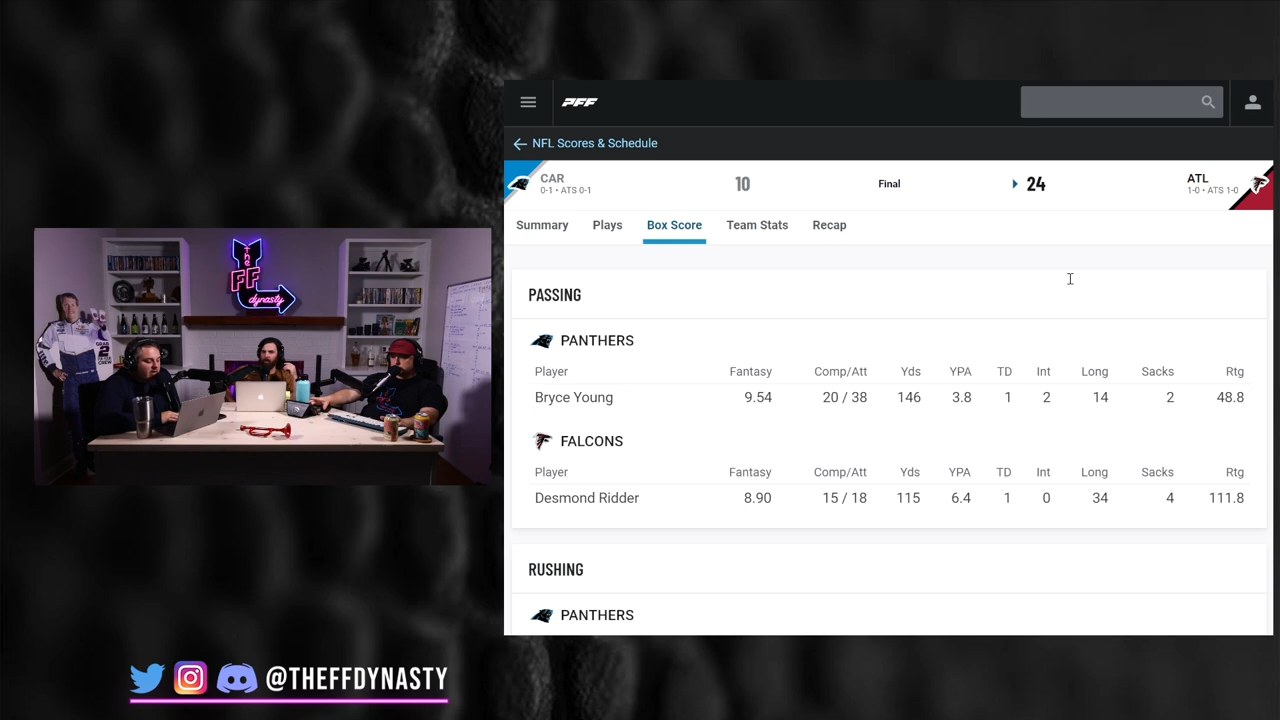 PFF
NFL Scores & Schedule
CAR
0-1 • ATS 0-1
10
Final
24
ATL
1-0 • ATS 1-0
Summary Plays Box Score Team Stats Recap
PASSING
PANTHERS
Player Fantasy Comp/Att Yds YPA TD Int Long Sacks Rtg
Bryce Young 9.54 20 / 38 146 3.8 1 2 14 2 48.8
FALCONS
Player Fantasy Comp/Att Yds YPA TD Int Long Sacks Rtg
Desmond Ridder 8.90 15 / 18 115 6.4 1 0 34 4 111.8
RUSHING
PANTHERS
The
FF
dynasty
@THEFFDYNASTY